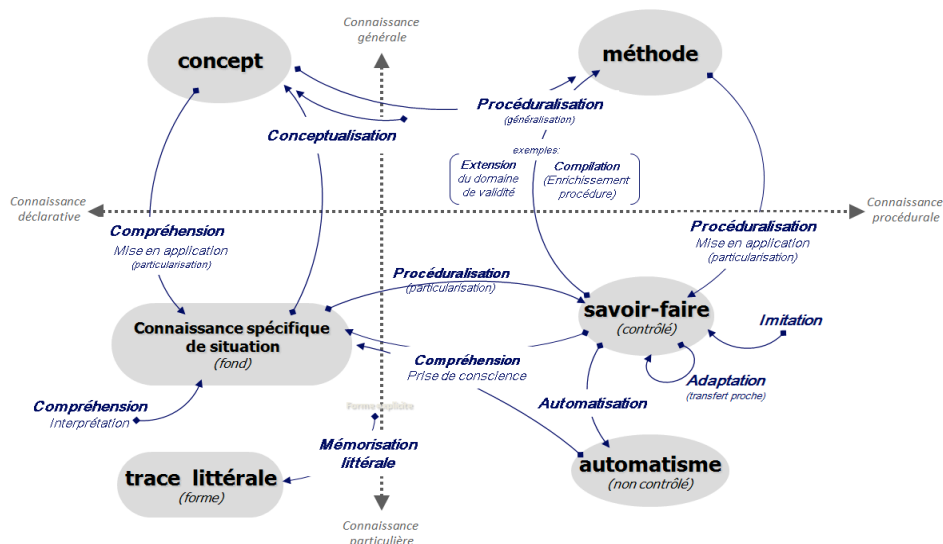 Connaissance
générale
concept
méthode
Procéduralisation
(généralisation)
Conceptualisation
exemples:
Extension
du domaine
de validité
Compilation
(Enrichissement
procédure)
Connaissance
déclarative
Connaissance
procédurale
Compréhension
Mise en application
(particularisation)
Procéduralisation
Mise en application
(particularisation)
Procéduralisation
(particularisation)
savoir-faire
(contrôlé)
Imitation
Connaissance spécifique
de situation
(fond)
Compréhension
Prise de conscience
Adaptation
(transfert proche)
Compréhension
Interprétation
Forme explicite
Automatisation
Mémorisation
littérale
trace littérale
(forme)
automatisme
(non contrôlé)
Connaissance
particulière